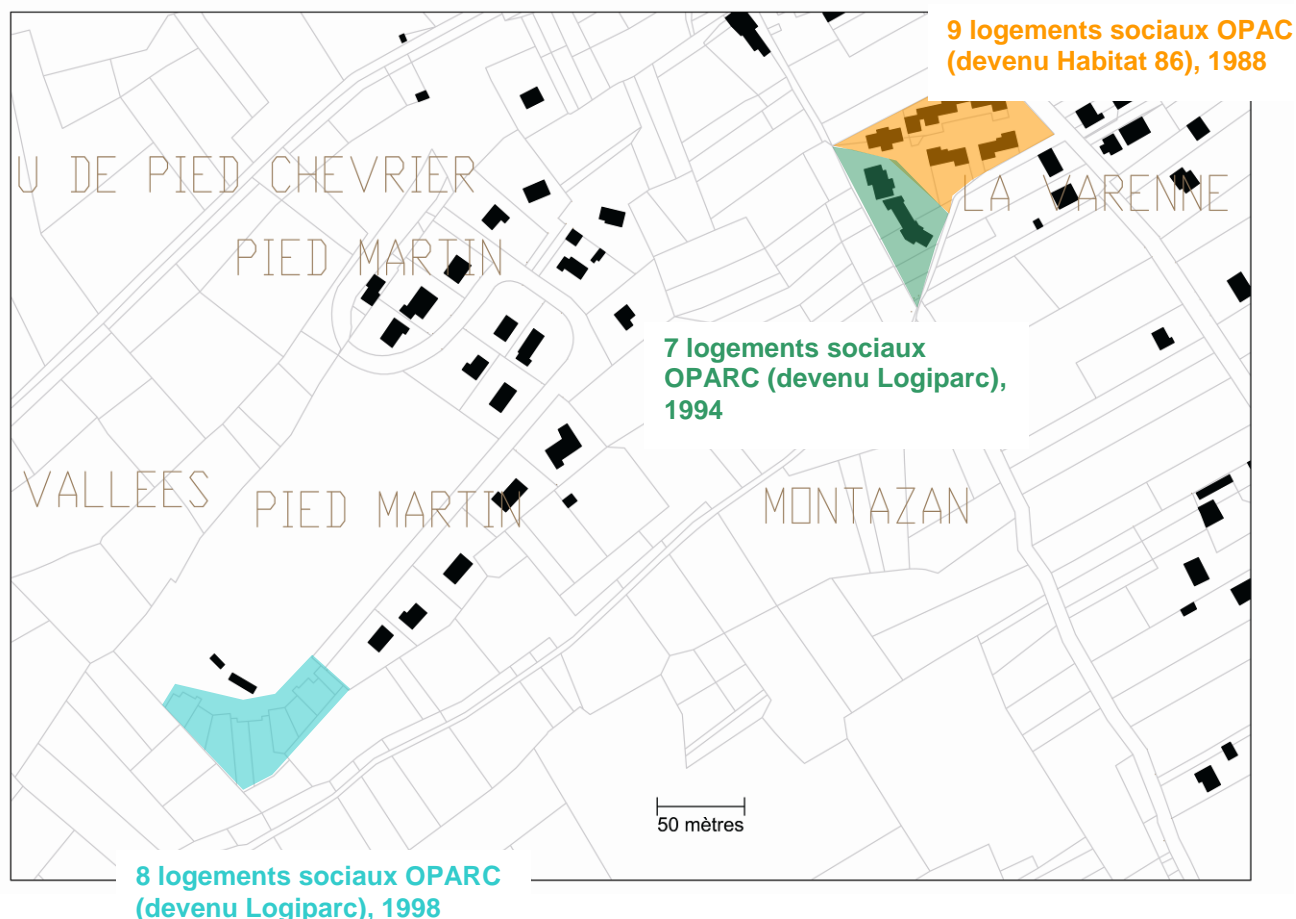 9 logements sociaux OPAC
(devenu Habitat 86), 1988
U DE PIED CHEVRIER
LA VARENNE
PIED MARTIN
7 logements sociaux
OPARC (devenu Logiparc),
1994
VALLEES
PIED MARTIN
MONTAZAN
50 mètres
8 logements sociaux OPARC
(devenu Logiparc), 1998